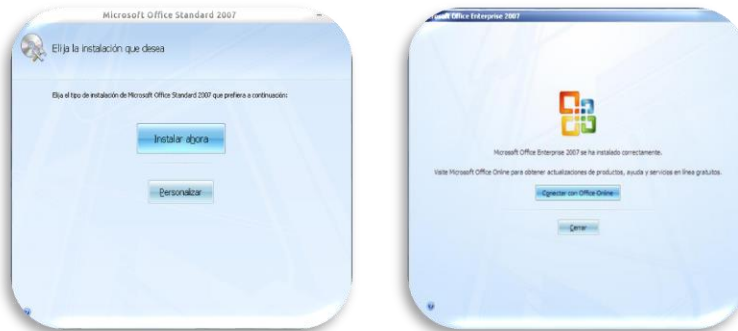 Microsoft Office Standard 2007
Elija la instalación que desea
Elija el tipo de instalación de Microsoft Office Standard 2007 que prefiera a continuación:
Instalar ahora
Personalizar
Microsoft Office Enterprise 2007
Microsoft Office Enterprise 2007 se ha instalado correctamente.
Visite Microsoft Office Online para obtener actualizaciones de productos, ayuda y servicios en línea gratuitos.
Conectar con Office Online
Cerrar